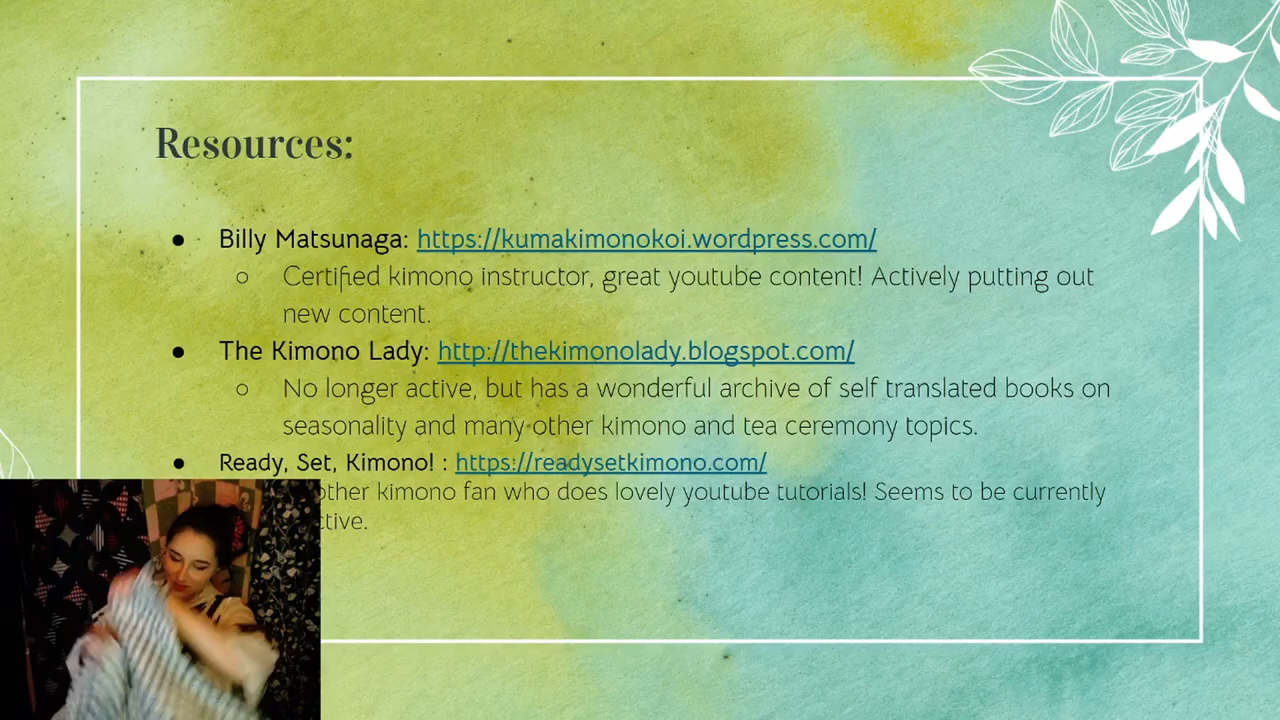 Resources:
● Billy Matsunaga: https://kumakimonokoi.wordpress.com/
○ Certified kimono instructor, great youtube content! Actively putting out
new content.
● The Kimono Lady: http://thekimonolady.blogspot.com/
○ No longer active, but has a wonderful archive of self translated books on
seasonality and many other kimono and tea ceremony topics.
● Ready, Set, Kimono! : https://readysetkimono.com/
other kimono fan who does lovely youtube tutorials! Seems to be currently